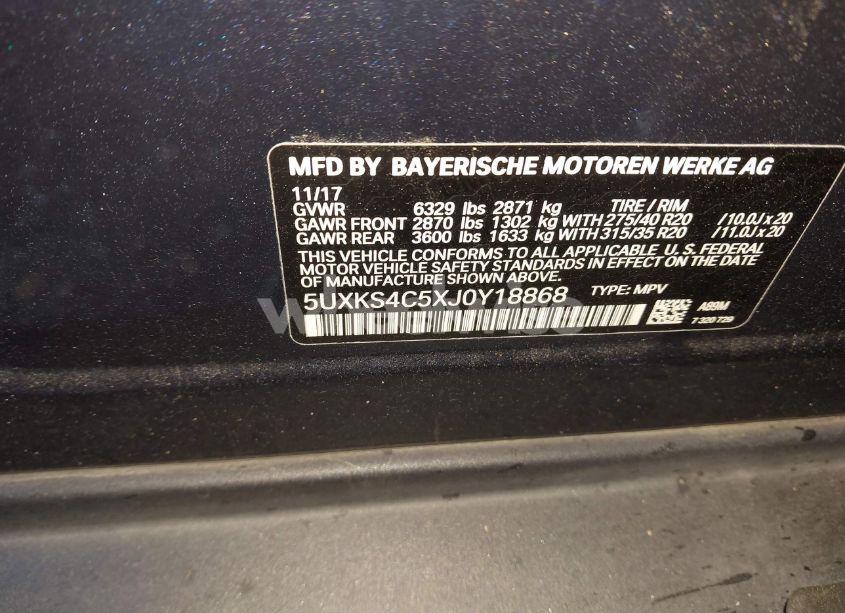 MFD BY BAYERISCHE MOTOREN WERKE AG
11/17
GVWR 6329 lbs 2871 kg TIRE / RIM
GAWR FRONT 2870 lbs 1302 kg WITH 275/40 R20 /10.0J x 20
GAWR REAR 3600 lbs 1633 kg WITH 315/35 R20 /11.0J x 20
THIS VEHICLE CONFORMS TO ALL APPLICABLE U.S. FEDERAL
MOTOR VEHICLE SAFETY STANDARDS IN EFFECT ON THE DATE
OF MANUFACTURE SHOWN ABOVE.
5UXKS4C5XJ0Y18868 TYPE: MPV
A89M
7 320 729